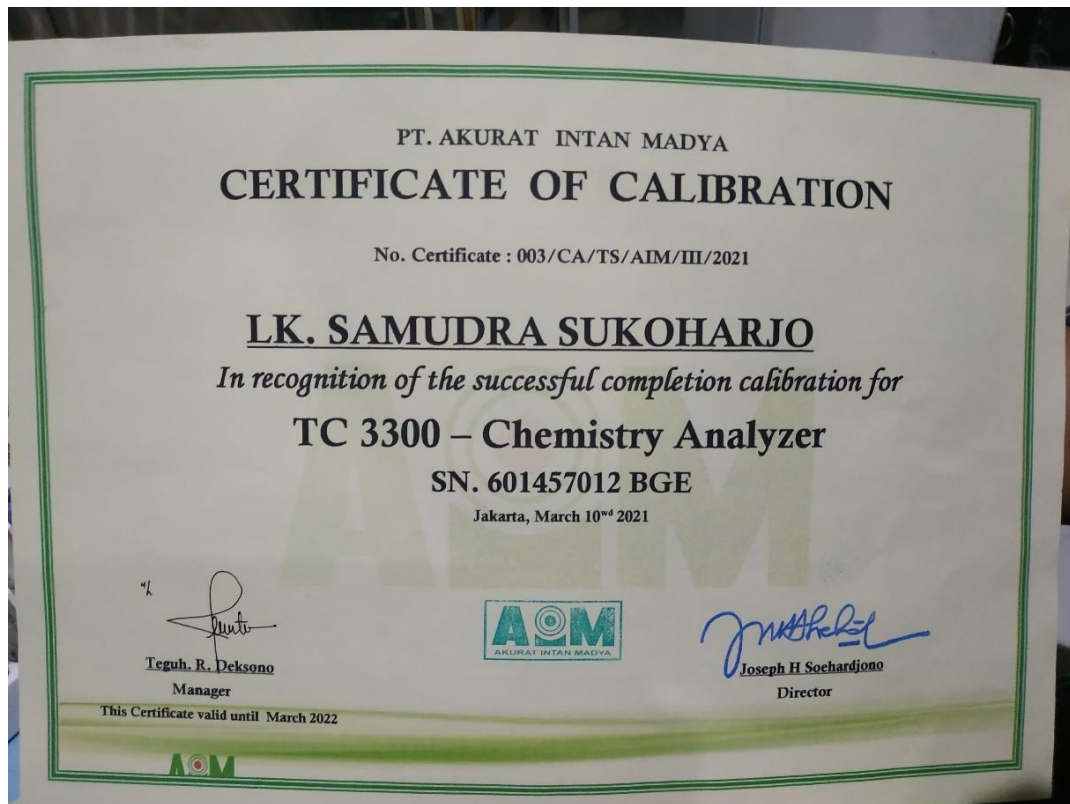 PT. AKURAT INTAN MADYA
CERTIFICATE OF CALIBRATION
No. Certificate : 003/CA/TS/AIM/III/2021
LK. SAMUDRA SUKOHARJO
In recognition of the successful completion calibration for
TC 3300 – Chemistry Analyzer
SN. 601457012 BGE
Jakarta, March 10wd 2021
AIM
AKURAT INTAN MADYA
Teguh. R. Deksono
Manager
Joseph H Soehardjono
Director
This Certificate valid until March 2022
AIM